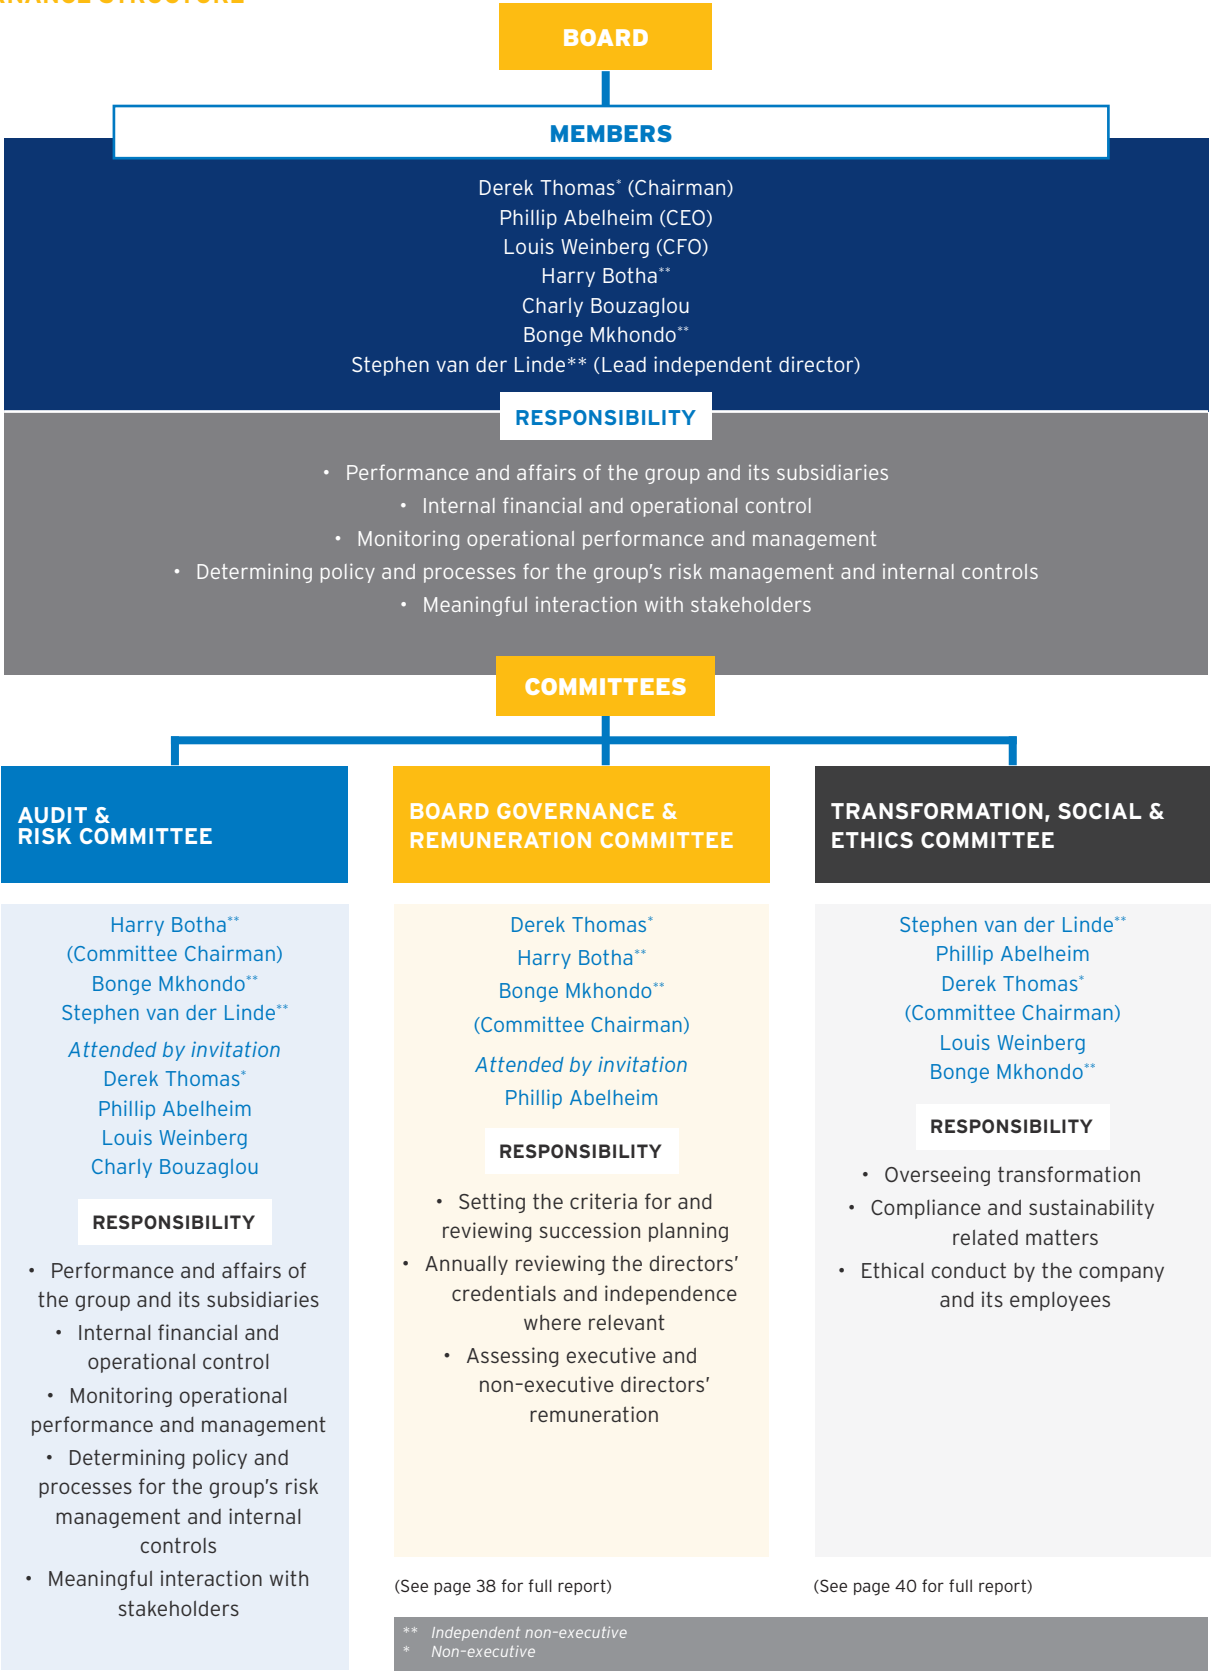 STRUCTURE
BOARD
MEMBERS
Derek Thomas* (Chairman)
Phillip Abelheim (CEO)
Louis Weinberg (CFO)
Harry Botha**
Charly Bouzaglou
Bonge Mkhondo**
Stephen van der Linde** (Lead independent director)
RESPONSIBILITY
• Performance and affairs of the group and its subsidiaries
• Internal financial and operational control
• Monitoring operational performance and management
• Determining policy and processes for the group's risk management and internal controls
• Meaningful interaction with stakeholders
COMMITTEES
AUDIT &
RISK COMMITTEE
Harry Botha**
(Committee Chairman)
Bonge Mkhondo**
Stephen van der Linde**
Attended by invitation
Derek Thomas*
Phillip Abelheim
Louis Weinberg
Charly Bouzaglou
RESPONSIBILITY
• Performance and affairs of
the group and its subsidiaries
• Internal financial and
operational control
• Monitoring operational
performance and management
• Determining policy and
processes for the group's risk
management and internal
controls
• Meaningful interaction with
stakeholders
BOARD GOVERNANCE &
REMUNERATION COMMITTEE
Derek Thomas*
Harry Botha**
Bonge Mkhondo**
(Committee Chairman)
Attended by invitation
Phillip Abelheim
RESPONSIBILITY
• Setting the criteria for and
reviewing succession planning
• Annually reviewing the directors'
credentials and independence
where relevant
• Assessing executive and
non-executive directors'
remuneration
(See page 38 for full report)
TRANSFORMATION, SOCIAL &
ETHICS COMMITTEE
Stephen van der Linde**
Phillip Abelheim
Derek Thomas*
(Committee Chairman)
Louis Weinberg
Bonge Mkhondo**
RESPONSIBILITY
• Overseeing transformation
• Compliance and sustainability
related matters
• Ethical conduct by the company
and its employees
(See page 40 for full report)
** Independent non-executive
* Non-executive